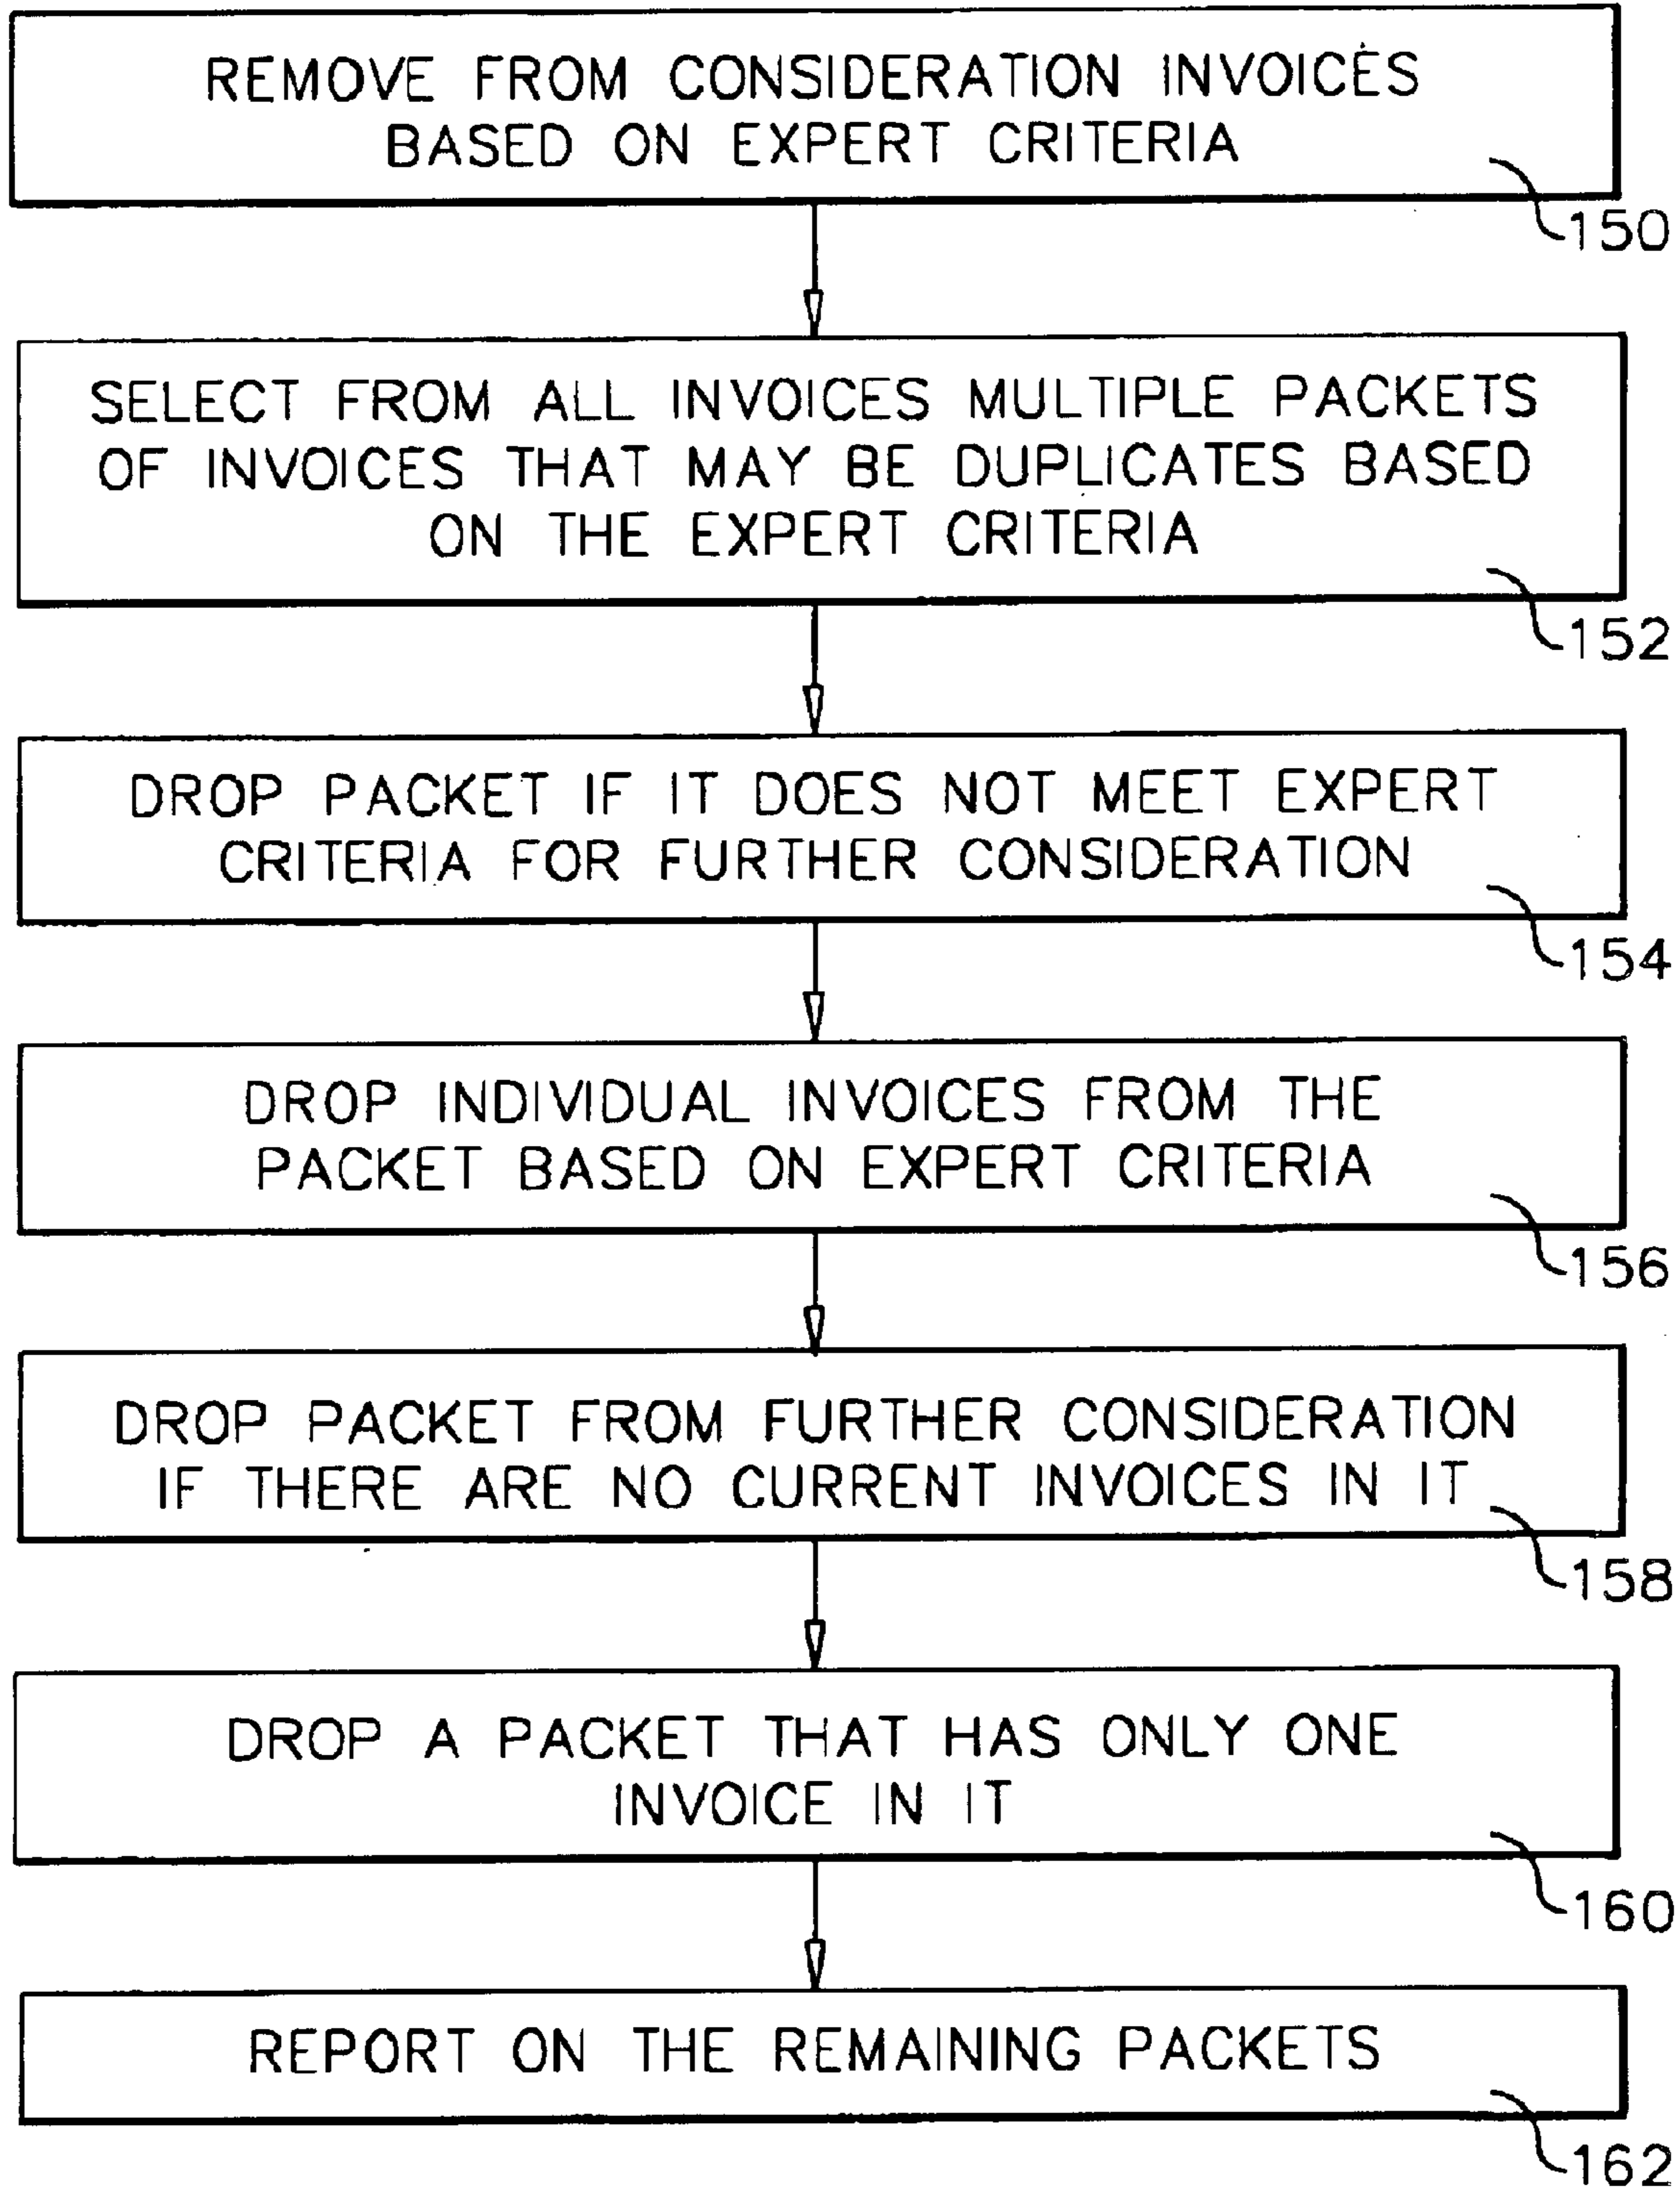 REMOVE FROM CONSIDERATION INVOICES
BASED ON EXPERT CRITERIA
150
SELECT FROM ALL INVOICES MULTIPLE PACKETS
OF INVOICES THAT MAY BE DUPLICATES BASED
ON THE EXPERT CRITERIA
152
DROP PACKET IF IT DOES NOT MEET EXPERT
CRITERIA FOR FURTHER CONSIDERATION
154
DROP INDIVIDUAL INVOICES FROM THE
PACKET BASED ON EXPERT CRITERIA
156
DROP PACKET FROM FURTHER CONSIDERATION
IF THERE ARE NO CURRENT INVOICES IN IT
158
DROP A PACKET THAT HAS ONLY ONE
INVOICE IN IT
160
REPORT ON THE REMAINING PACKETS
162